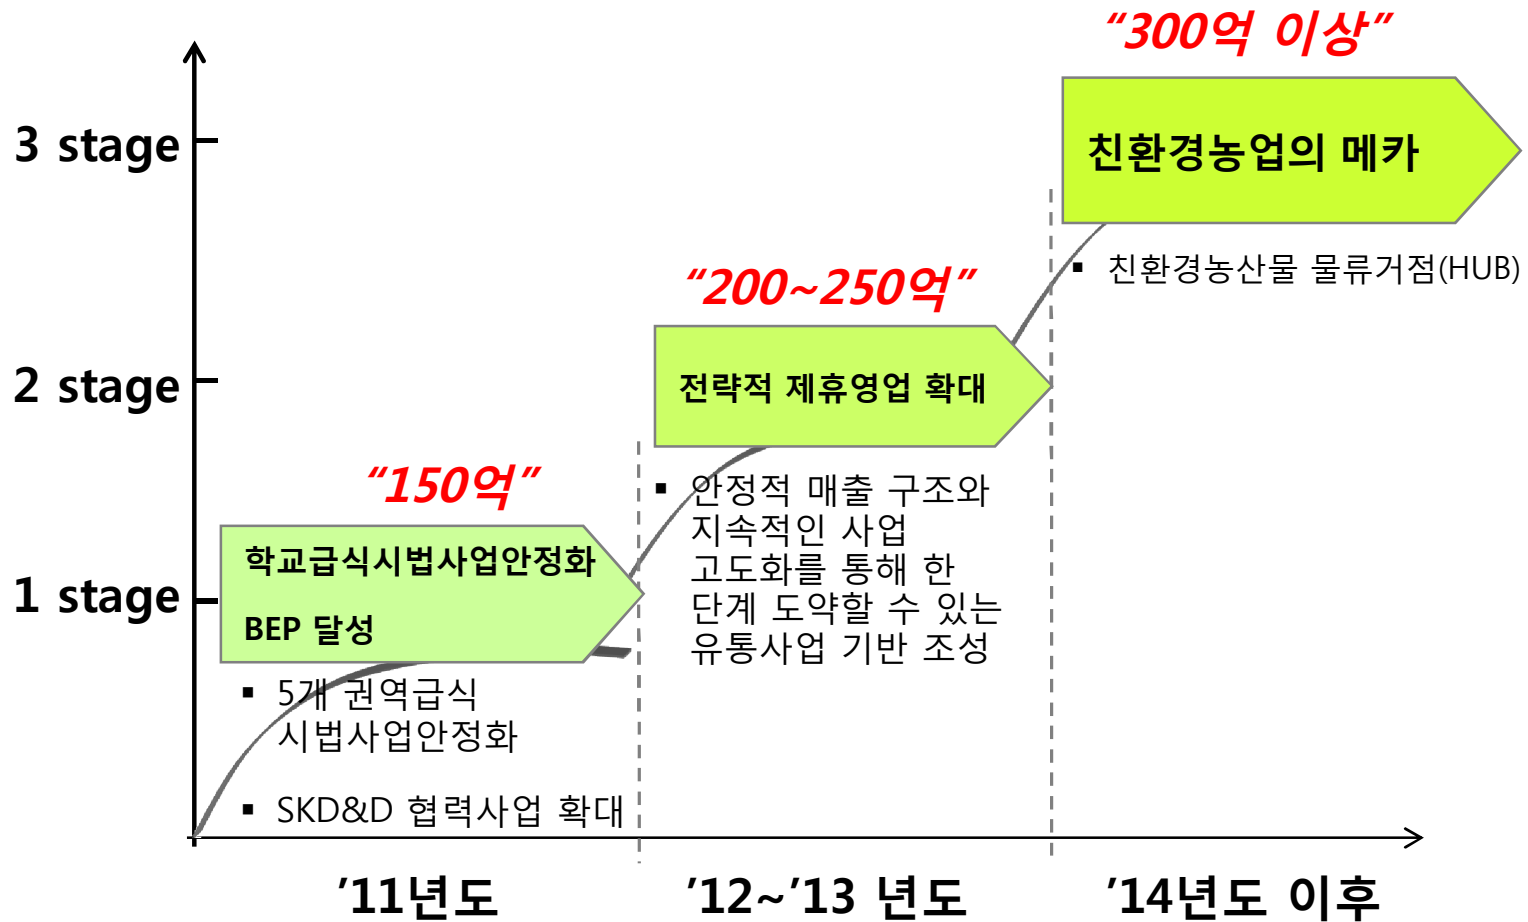 “300억 이상”
3 stage
친환경농업의 메카
▪ 친환경농산물 물류거점(HUB)
“200~250억”
2 stage
전략적 제휴영업 확대
▪ 안정적 매출 구조와
지속적인 사업
고도화를 통해 한
단계 도약할 수 있는
유통사업 기반 조성
“150억”
1 stage
학교급식시법사업안정화
BEP 달성
▪ 5개 권역급식
시법사업안정화
▪ SKD&D 협력사업 확대
’11년도
’12~’13 년도
’14년도 이후